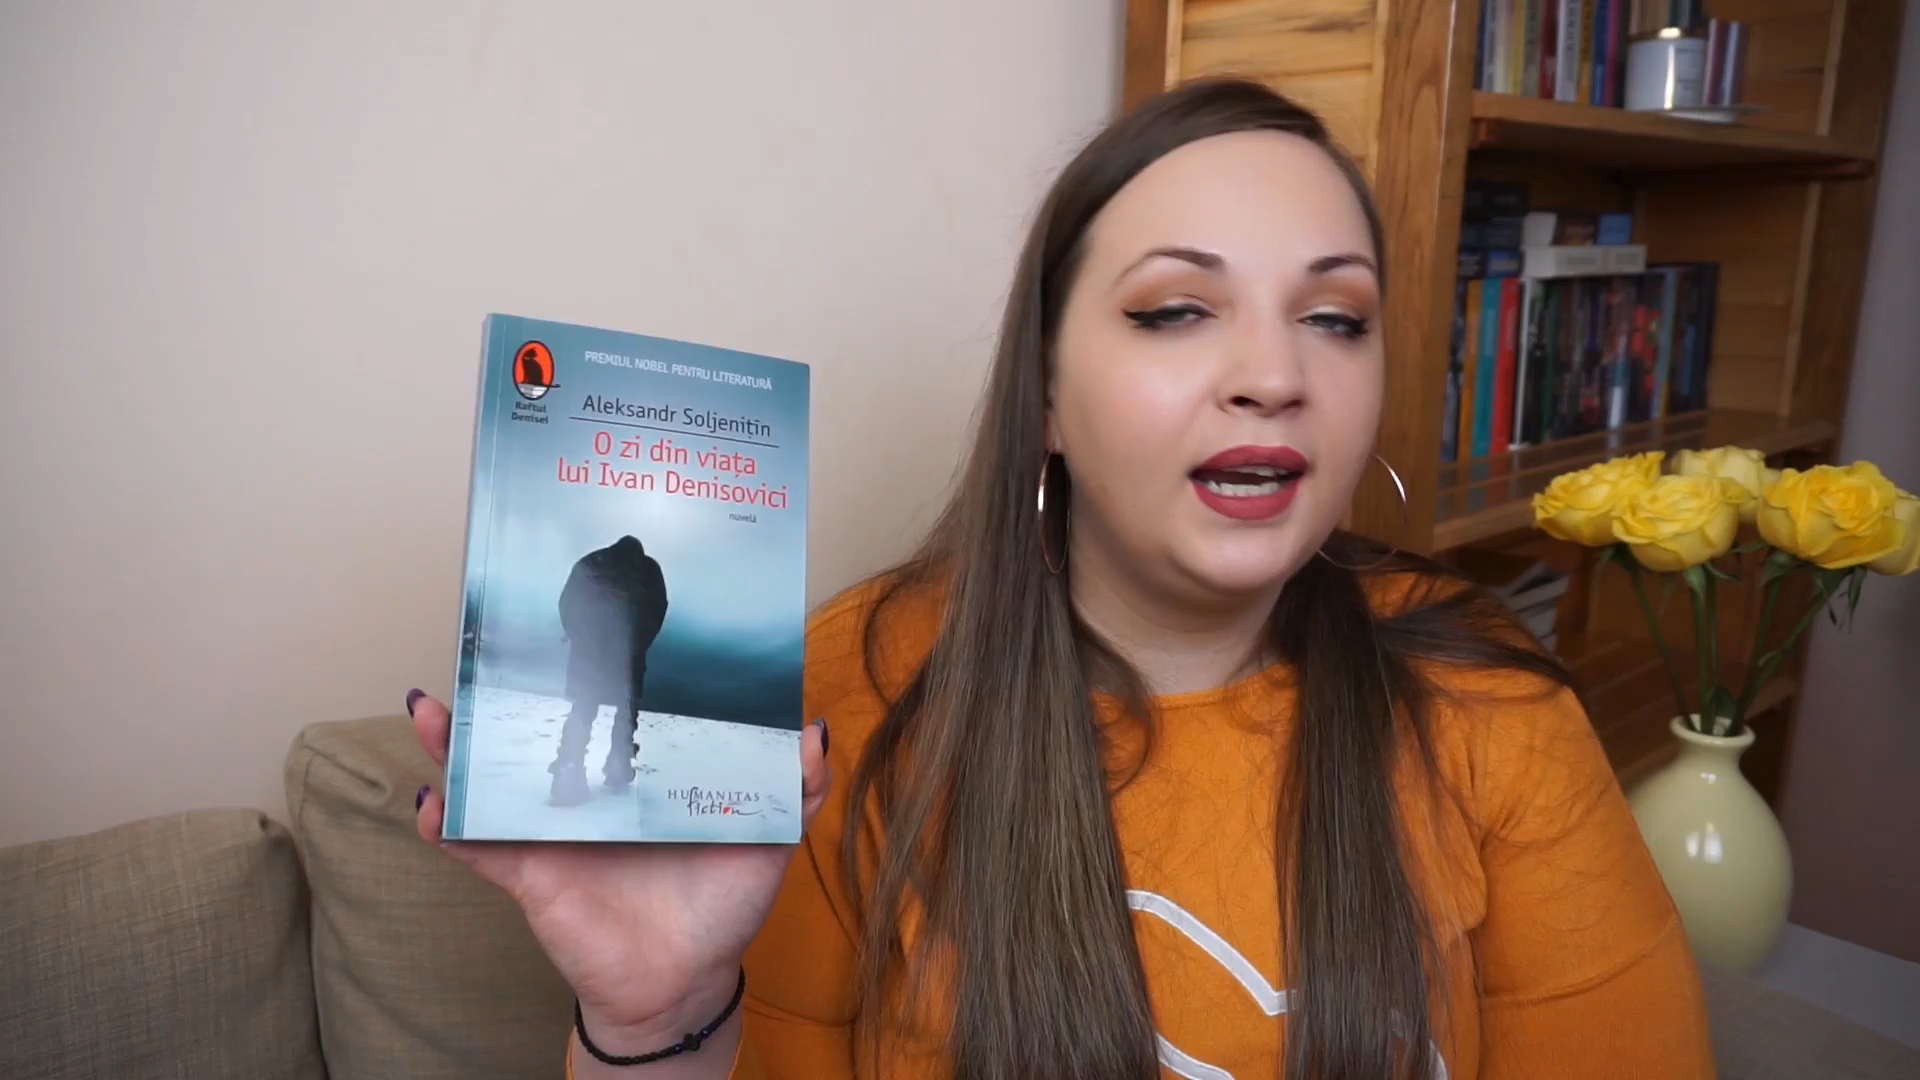 PREMIUL NOBEL PENTRU LITERATURĂ
Raftul
Denisei
Aleksandr Soljenițîn
O zi din viața
lui Ivan Denisovici
nuvelă
HUMANITAS
fiction